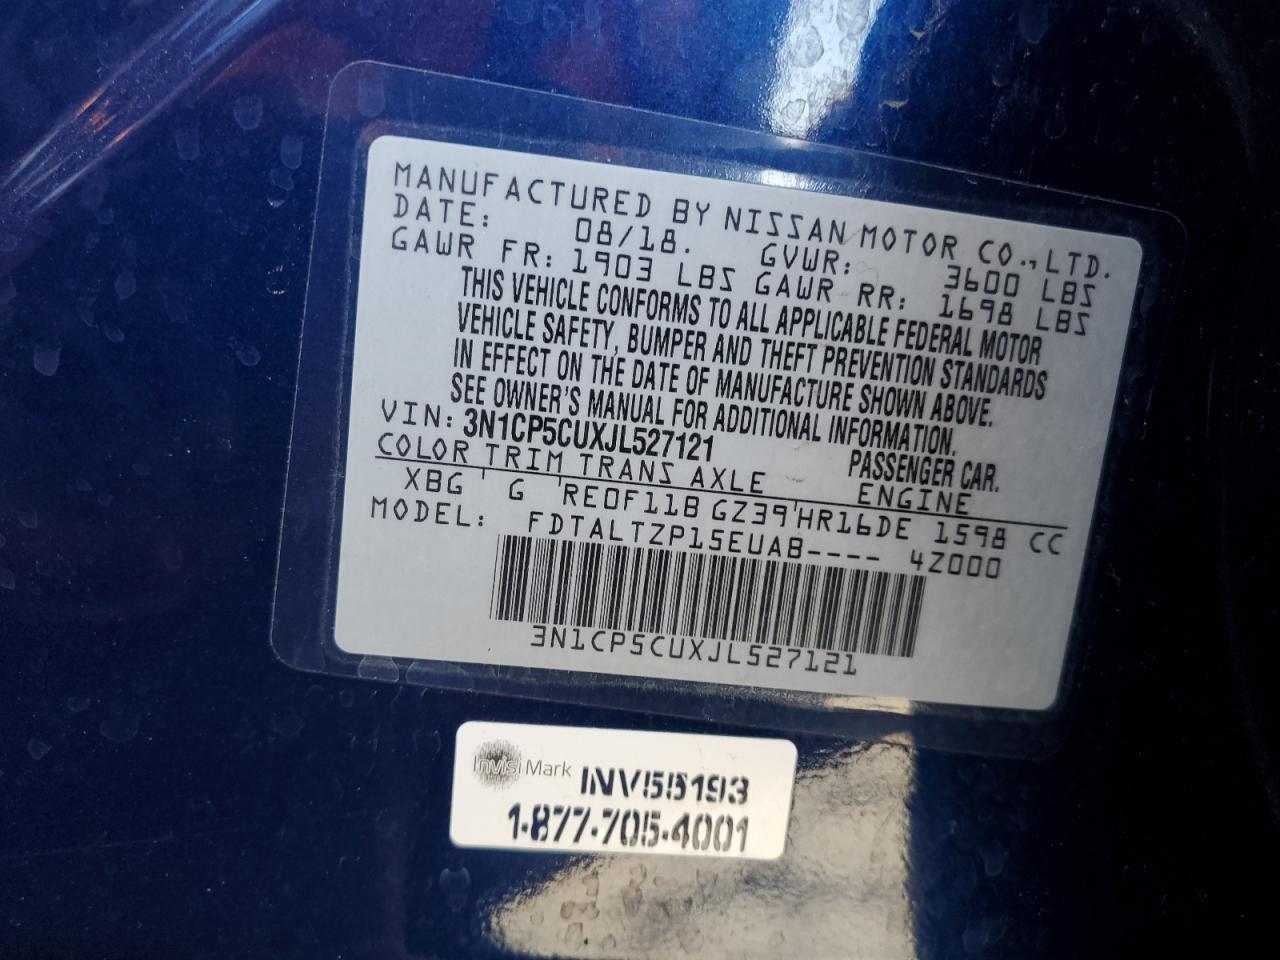 MANUFACTURED BY NISSAN MOTOR CO., LTD.
DATE: 08/18. GVWR: 3600 LBS
GAWR FR: 1903 LBS GAWR RR: 1698 LBS
THIS VEHICLE CONFORMS TO ALL APPLICABLE FEDERAL MOTOR
VEHICLE SAFETY, BUMPER AND THEFT PREVENTION STANDARDS
IN EFFECT ON THE DATE OF MANUFACTURE SHOWN ABOVE.
SEE OWNER'S MANUAL FOR ADDITIONAL INFORMATION.
VIN: 3N1CP5CUXJL527121 PASSENGER CAR.
COLOR TRIM TRANS AXLE ENGINE
XBG G RE0F11B GZ39 HR16DE 1598 CC
MODEL: FDTALTZP15EUAB---- 4Z000
3N1CP5CUXJL527121
InvisiMark INV55193
1-877-705-4001